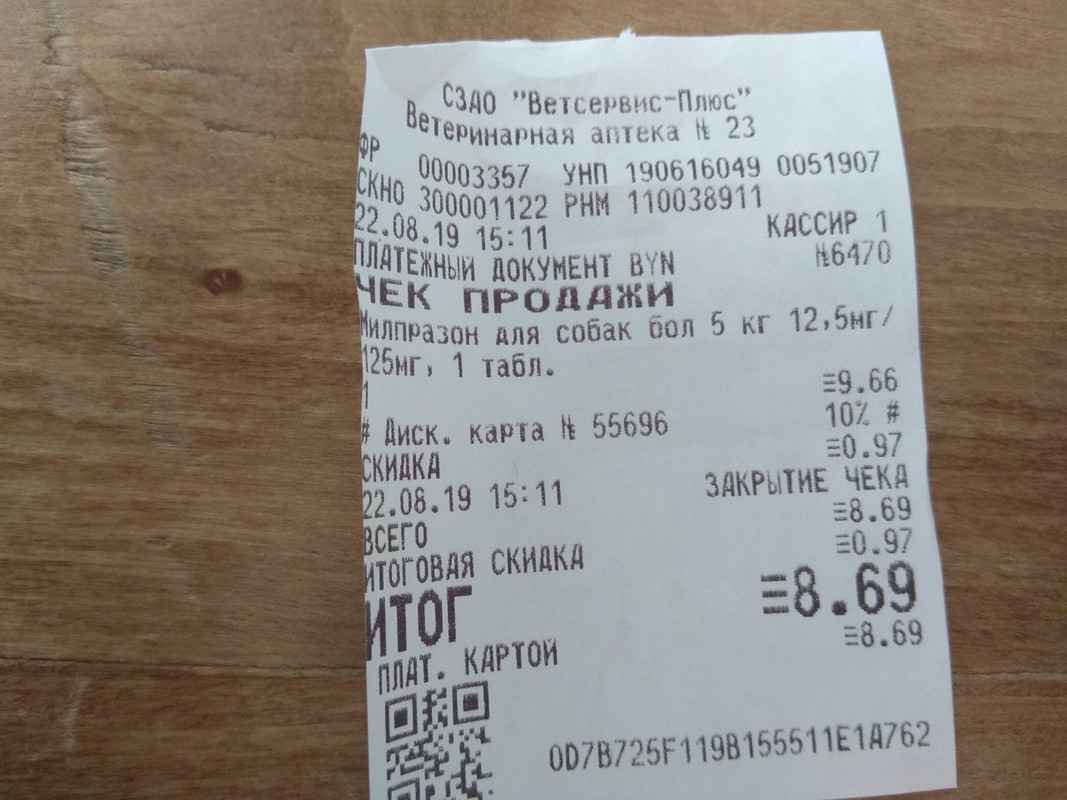 СЗАО "Ветсервис-Плюс"
Ветеринарная аптека № 23
ФР 00003357 УНП 190616049 0051907
СКНО 300001122 РНМ 110038911
22.08.19 15:11 КАССИР 1
ПЛАТЕЖНЫЙ ДОКУМЕНТ BYN №6470
ЧЕК ПРОДАЖИ
Милпразон для собак бол 5 кг 12,5мг/
125мг, 1 табл.
1 ≡9.66
# Диск. карта № 55696 10% #
СКИДКА ≡0.97
22.08.19 15:11 ЗАКРЫТИЕ ЧЕКА
ВСЕГО ≡8.69
ИТОГОВАЯ СКИДКА ≡0.97
ИТОГ ≡8.69
ПЛАТ. КАРТОЙ ≡8.69
0D7B725F119B155511E1A762